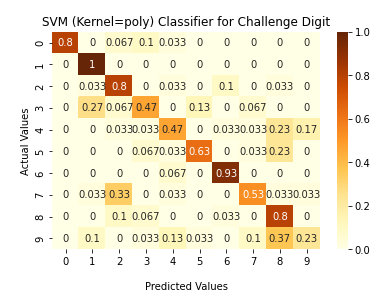 SVM (Kernel=poly) Classifier for Challenge Digit
0 0.8 0 0.067 0.1 0.033 0 0 0 0 0 1.0
1 0 1 0 0 0 0 0 0 0 0
2 0 0.033 0.8 0 0.033 0 0.1 0 0.033 0 0.8
3 0 0.27 0.067 0.47 0 0.13 0 0.067 0 0
4 0 0 0.033 0.033 0.47 0 0.033 0.033 0.23 0.17 0.6
5 0 0 0 0.067 0.033 0.63 0 0.033 0.23 0
6 0 0 0 0 0.067 0 0.93 0 0 0 0.4
7 0 0.033 0.33 0 0 0 0 0.53 0.033 0.033
8 0 0 0.1 0.067 0 0 0.033 0 0.8 0 0.2
9 0 0.1 0 0.033 0.13 0.033 0 0.1 0.37 0.23 0.0
0 1 2 3 4 5 6 7 8 9
Actual Values
Predicted Values